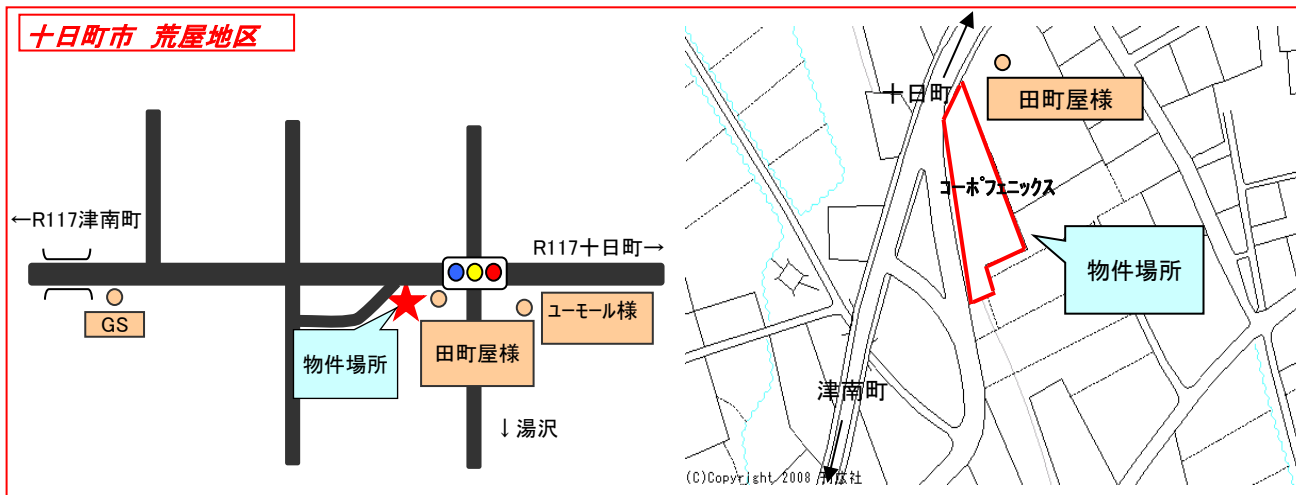 十日町市 荒屋地区
←R117津南町
R117十日町→
GS
物件場所
田町屋様
ユーモール様
↓湯沢
十日町
田町屋様
コーポフェニックス
物件場所
津南町
(C)Copyright 2008